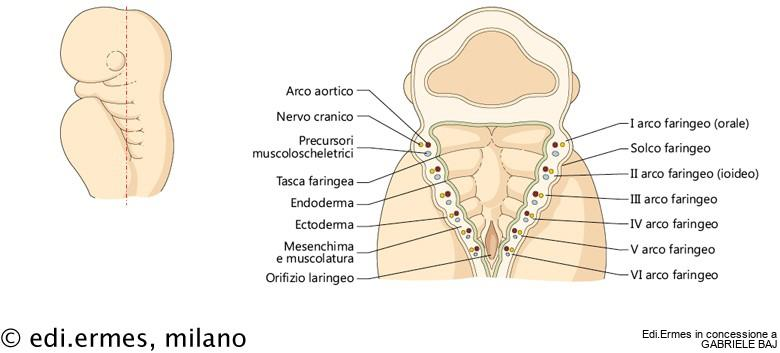 Arco aortico
Nervo cranico
Precursori
muscoloscheletrici
Tasca faringea
Endoderma
Ectoderma
Mesenchima
e muscolatura
Orifizio laringeo
I arco faringeo (orale)
Solco faringeo
II arco faringeo (ioideo)
III arco faringeo
IV arco faringeo
V arco faringeo
VI arco faringeo
© edi.ermes, milano
Edi.Ermes in concessione a
GABRIELE BAJ